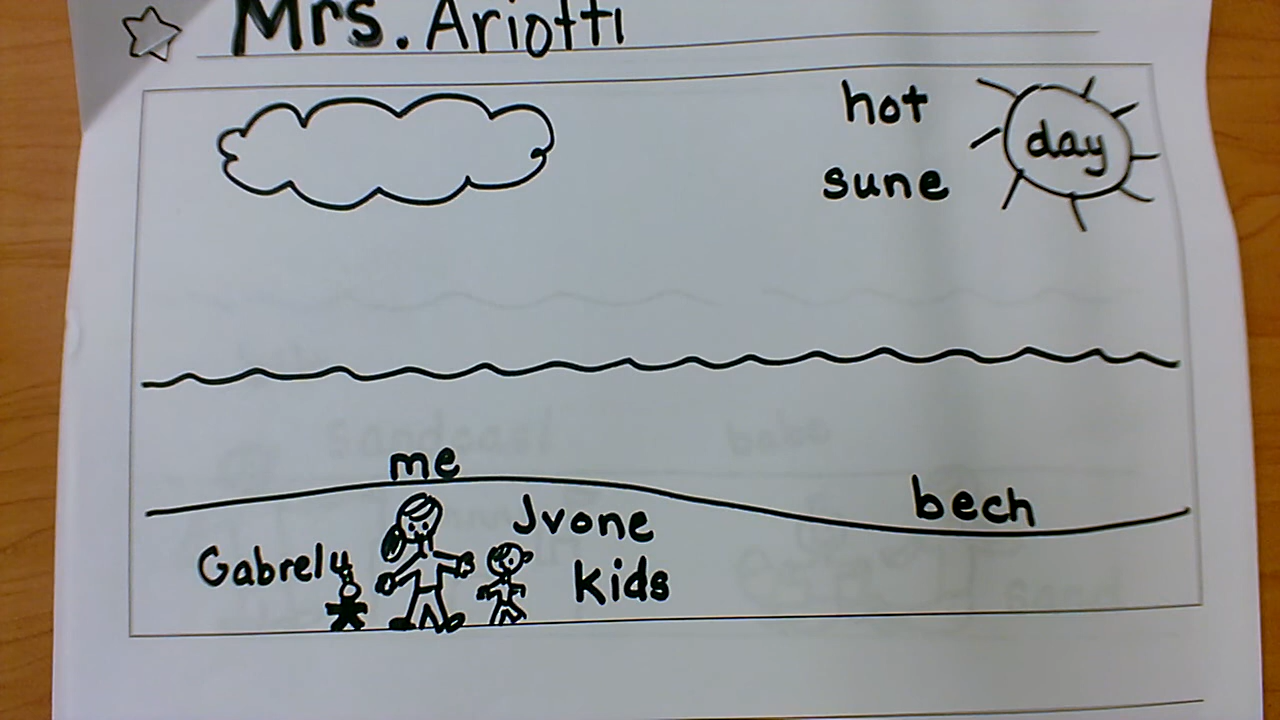 Mrs. Ariotti
hot
day
sune
me
Jvone
bech
Gabrely
kids